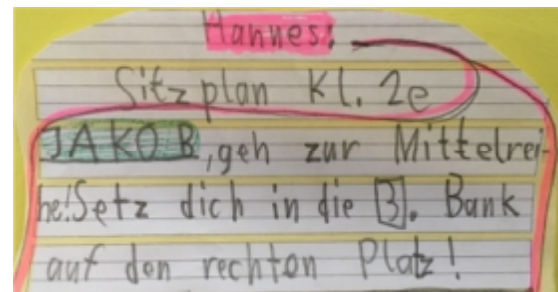 Hannes:
Sitzplan Kl. 2e
JAKOB, geh zur Mittelrei-
he! Setz dich in die 3. Bank
auf den rechten Platz!